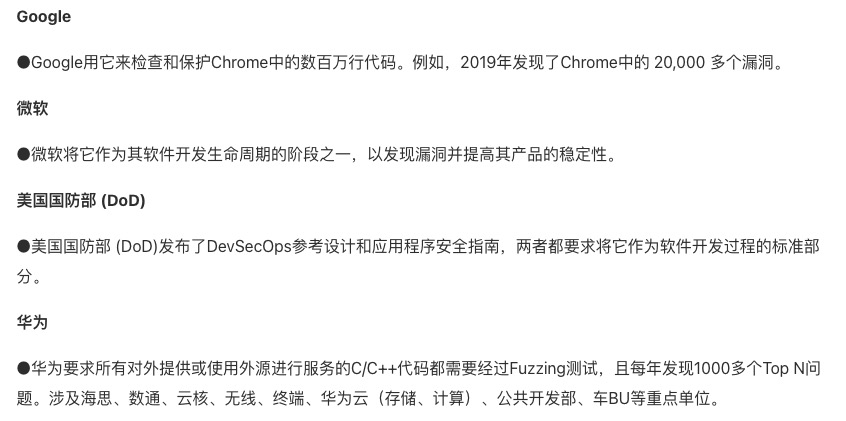 Google
●Google用它来检查和保护Chrome中的数百万行代码。例如，2019年发现了Chrome中的 20,000 多个漏洞。
微软
●微软将它作为其软件开发生命周期的阶段之一，以发现漏洞并提高其产品的稳定性。
美国国防部 (DoD)
●美国国防部 (DoD)发布了DevSecOps参考设计和应用程序安全指南，两者都要求将它作为软件开发过程的标准部
分。
华为
●华为要求所有对外提供或使用外源进行服务的C/C++代码都需要经过Fuzzing测试，且每年发现1000多个Top N问
题。涉及海思、数通、云核、无线、终端、华为云（存储、计算）、公共开发部、车BU等重点单位。